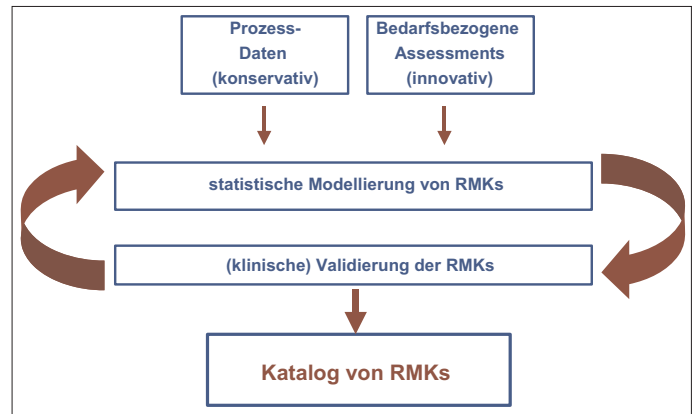 Prozess-
Daten
(konservativ)
Bedarfsbezogene
Assessments
(innovativ)
statistische Modellierung von RMKs
(klinische) Validierung der RMKs
Katalog von RMKs